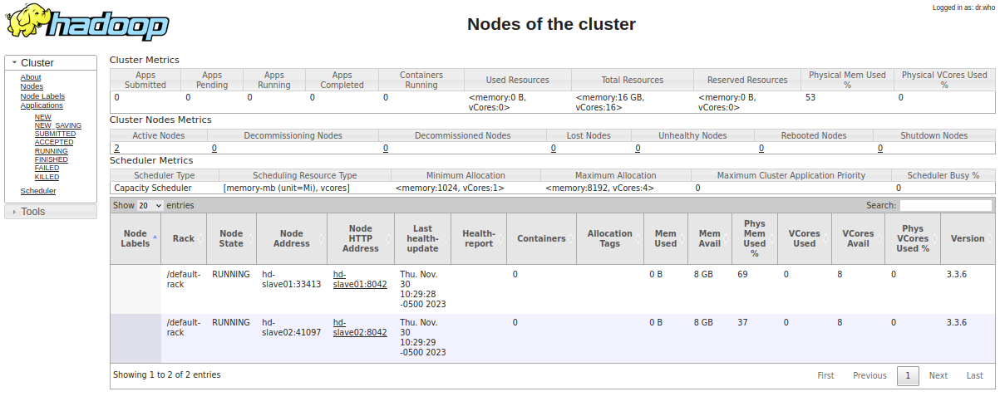 Logged in as: dr.who
hadoop
Nodes of the cluster
Cluster
About
Nodes
Node Labels
Applications
NEW
NEW_SAVING
SUBMITTED
ACCEPTED
RUNNING
FINISHED
FAILED
KILLED
Scheduler
Tools
Cluster Metrics
Apps Submitted Apps Pending Apps Running Apps Completed Containers Running Used Resources Total Resources Reserved Resources Physical Mem Used % Physical VCores Used %
0 0 0 0 0 <memory:0 B, vCores:0> <memory:16 GB, vCores:16> <memory:0 B, vCores:0> 53 0
Cluster Nodes Metrics
Active Nodes Decommissioning Nodes Decommissioned Nodes Lost Nodes Unhealthy Nodes Rebooted Nodes Shutdown Nodes
2 0 0 0 0 0 0
Scheduler Metrics
Scheduler Type Scheduling Resource Type Minimum Allocation Maximum Allocation Maximum Cluster Application Priority Scheduler Busy %
Capacity Scheduler [memory-mb (unit=Mi), vcores] <memory:1024, vCores:1> <memory:8192, vCores:4> 0 0
Show 20 entries Search:
Node Labels Rack Node State Node Address Node HTTP Address Last health-update Health-report Containers Allocation Tags Mem Used Mem Avail Phys Mem Used % VCores Used VCores Avail Phys VCores Used % Version
/default-rack RUNNING hd-slave01:33413 hd-slave01:8042 Thu. Nov. 30 10:29:28 -0500 2023 0 0 B 8 GB 69 0 8 0 3.3.6
/default-rack RUNNING hd-slave02:41097 hd-slave02:8042 Thu. Nov. 30 10:29:29 -0500 2023 0 0 B 8 GB 37 0 8 0 3.3.6
Showing 1 to 2 of 2 entries First Previous 1 Next Last